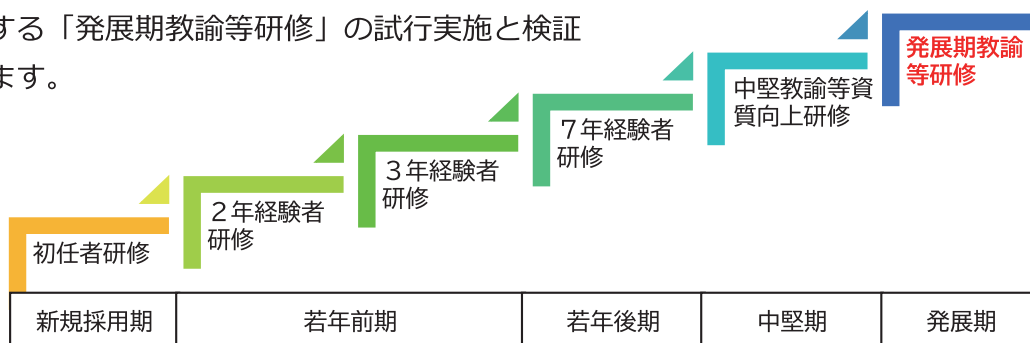 する「発展期教諭等研修」の試行実施と検証
ます。
発展期教諭
等研修
中堅教諭等資
質向上研修
７年経験者
研修
３年経験者
研修
２年経験者
研修
初任者研修
新規採用期
若年前期
若年後期
中堅期
発展期